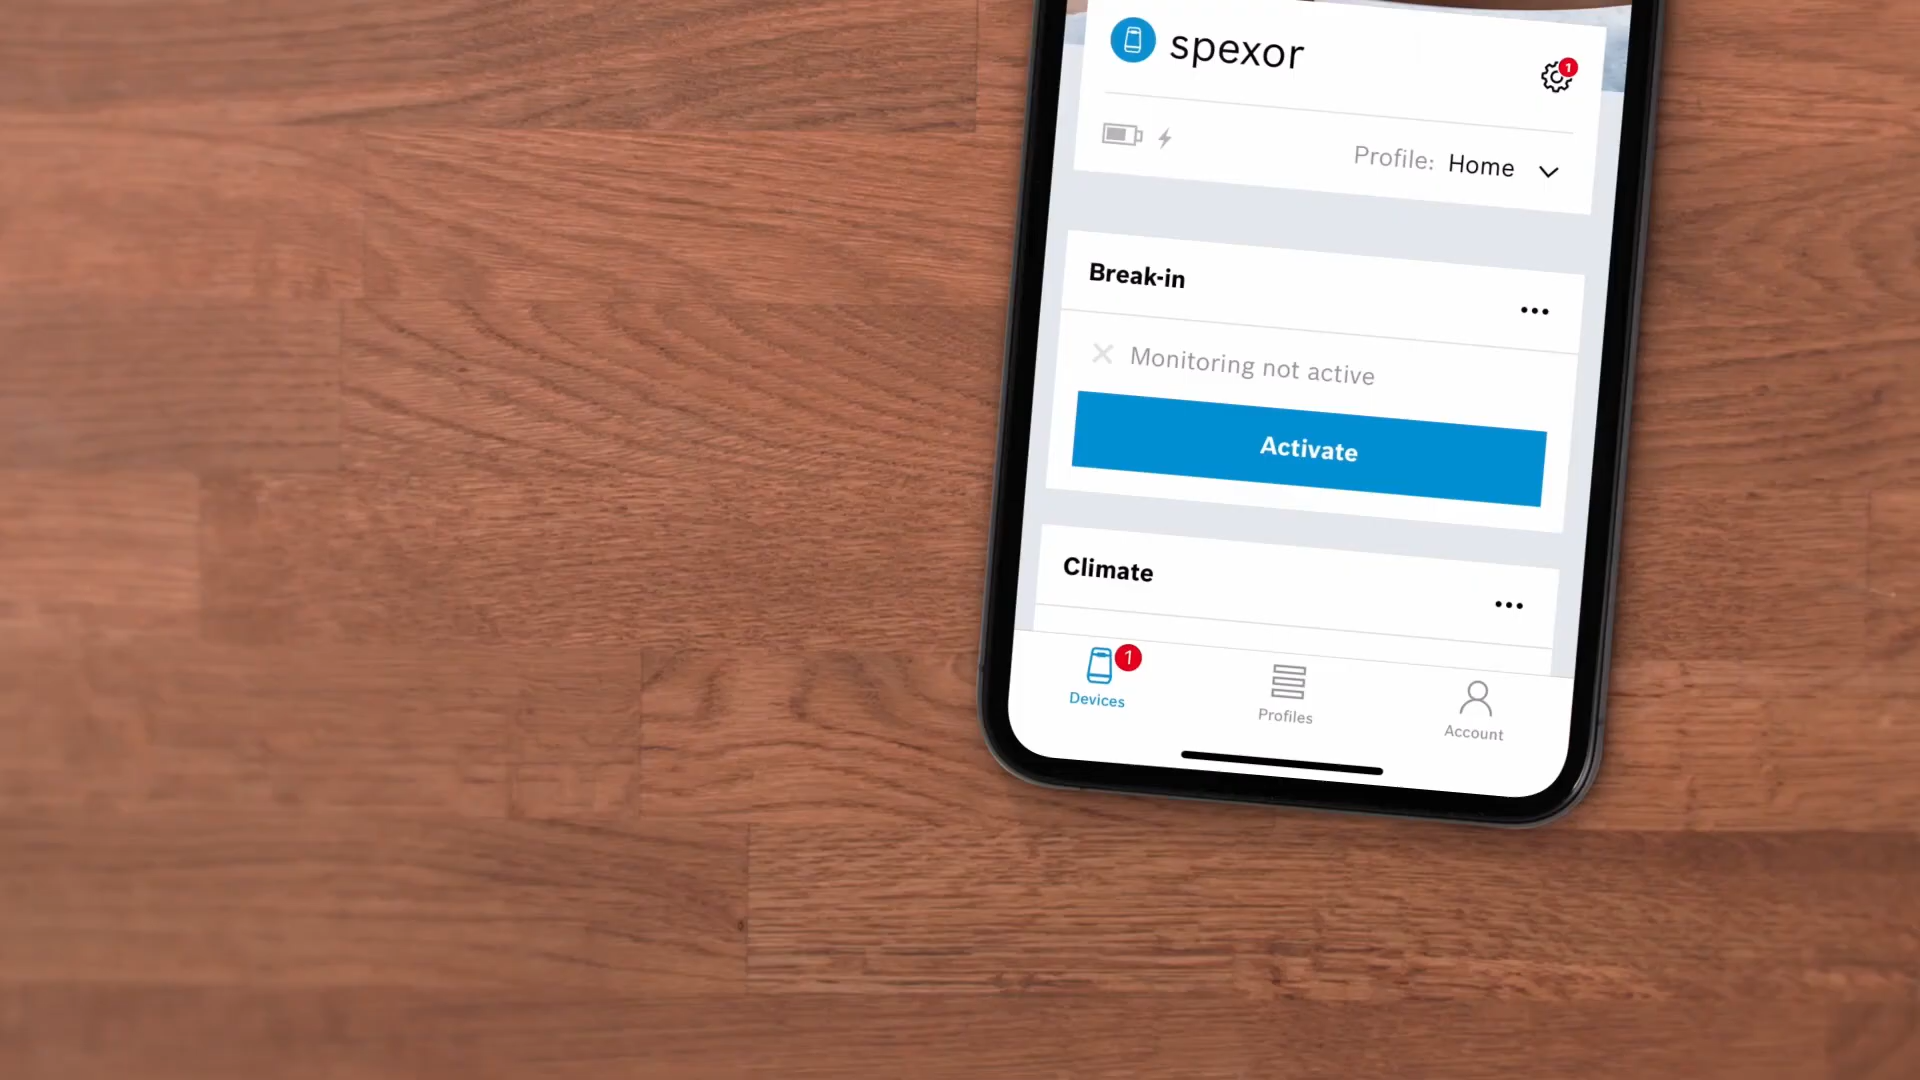 spexor
1
Profile: Home
Break-in
Monitoring not active
Activate
Climate
1
Devices
Profiles
Account